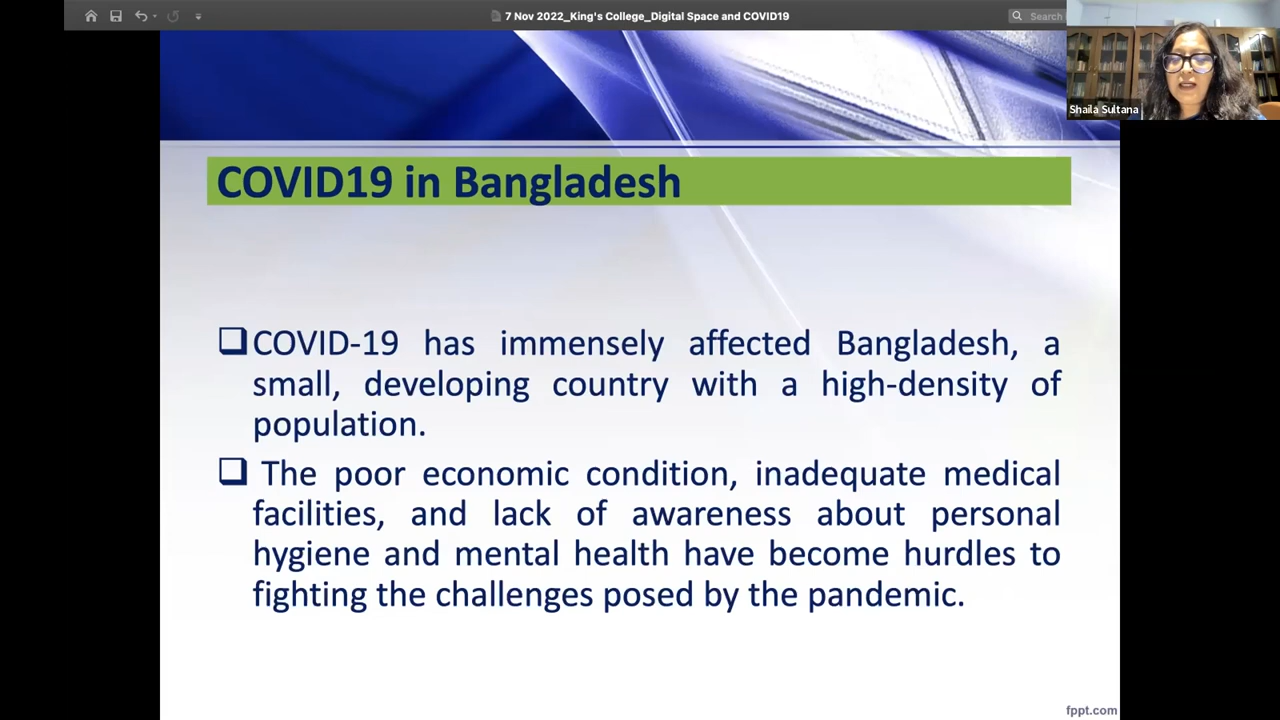 7 Nov 2022_King's College_Digital Space and COVID19
Search
Shaila Sultana
COVID19 in Bangladesh
COVID-19 has immensely affected Bangladesh, a
small, developing country with a high-density of
population.
The poor economic condition, inadequate medical
facilities, and lack of awareness about personal
hygiene and mental health have become hurdles to
fighting the challenges posed by the pandemic.
fppt.com